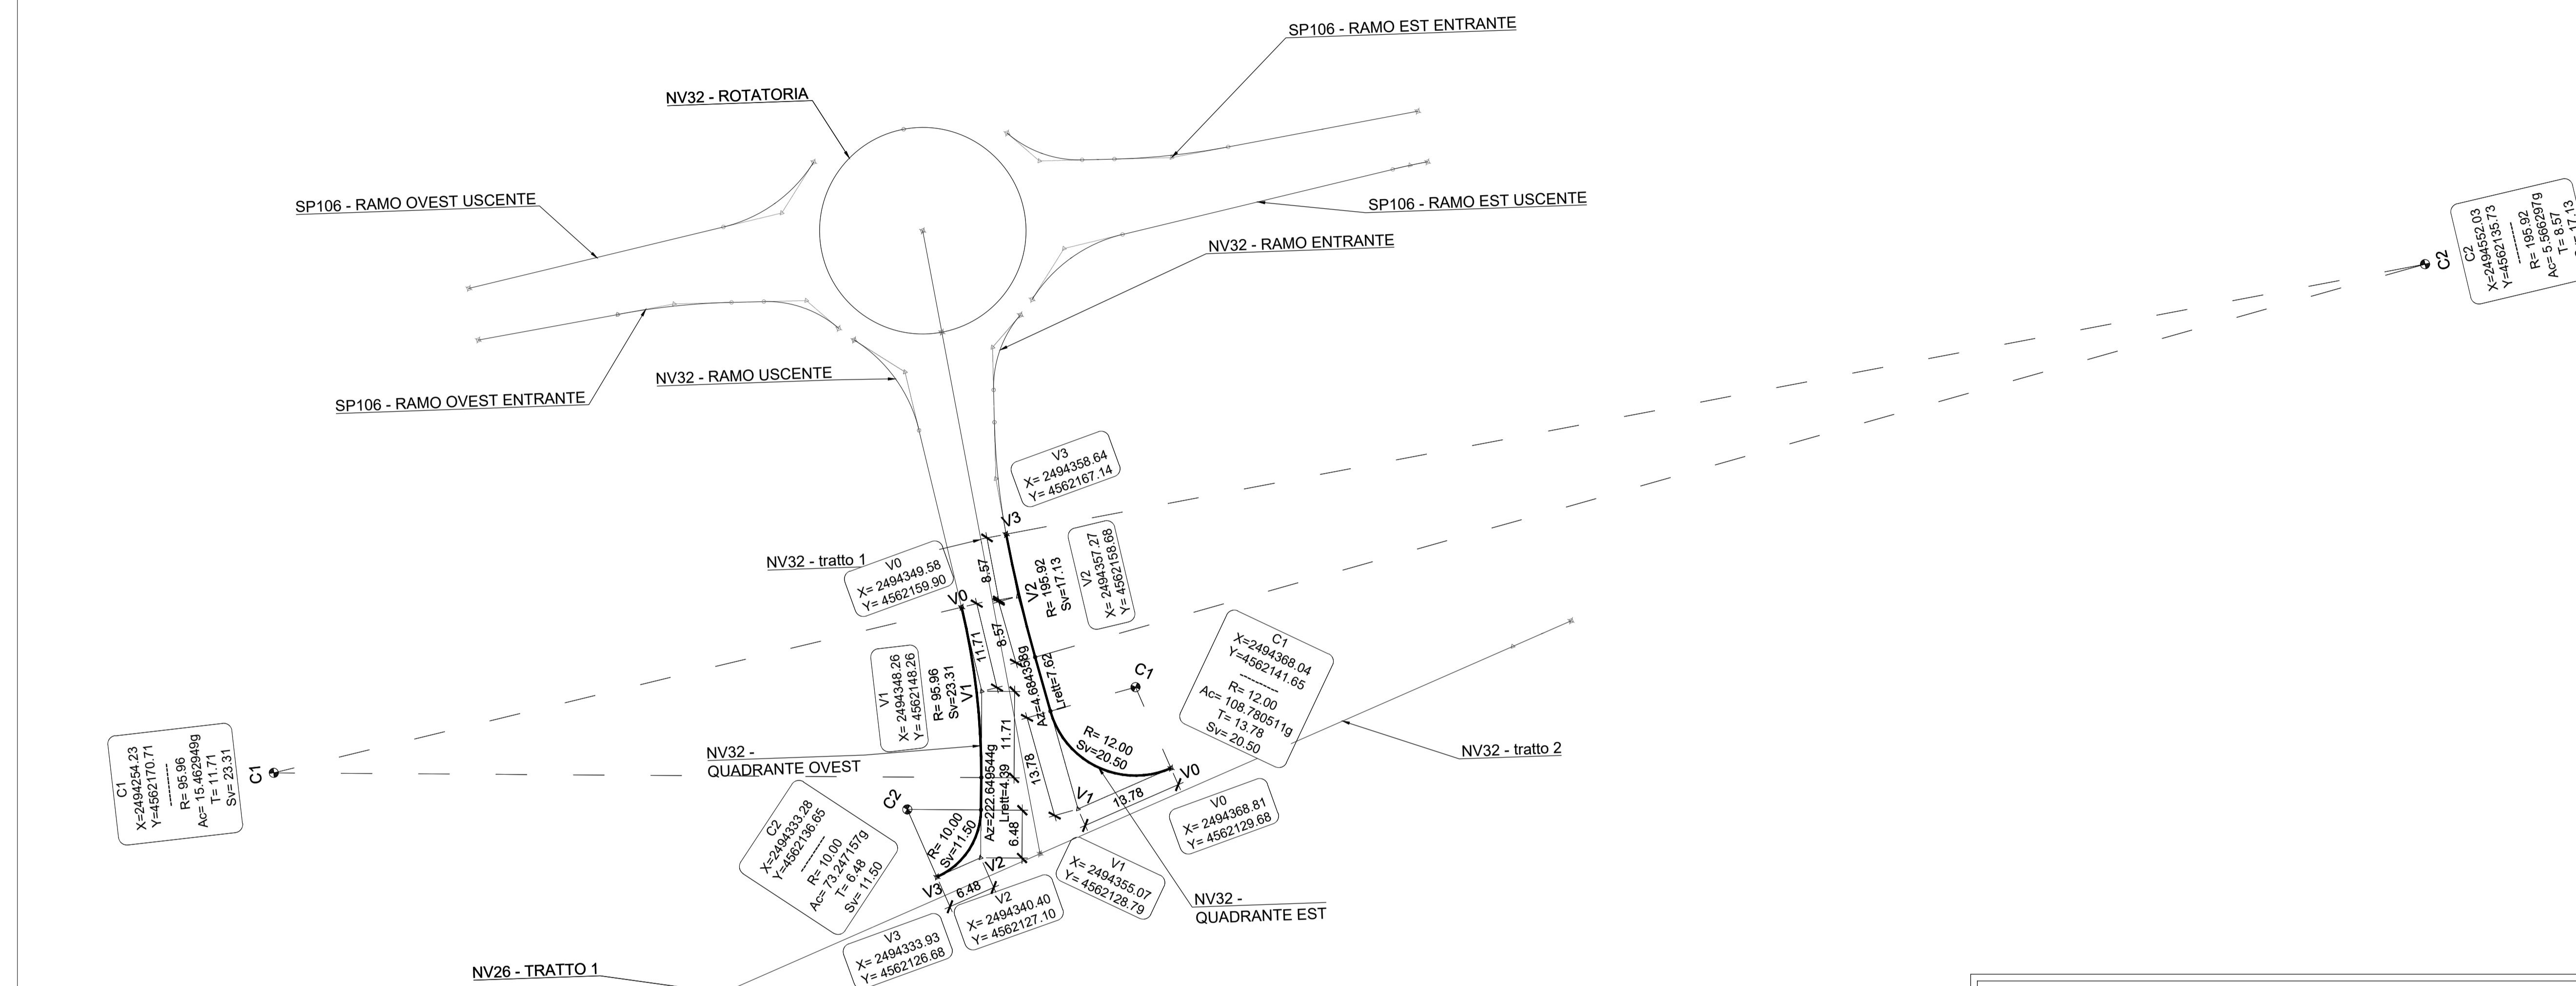 SP106 - RAMO EST ENTRANTE
NV32 - ROTATORIA
SP106 - RAMO OVEST USCENTE
SP106 - RAMO EST USCENTE
NV32 - RAMO ENTRANTE
C2
C2
X=2494552.03
Y=4562135.73
----------
R= 195.92
Ac= 5.566297g
T= 8.57
NV32 - RAMO USCENTE
SP106 - RAMO OVEST ENTRANTE
V3
X= 2494358.64
Y= 4562167.14
V3
NV32 - tratto 1
V0
X= 2494349.58
Y= 4562159.90
V0
8.57
V2
R= 195.92
Sv=17.13
V2
X= 2494357.27
Y= 4562158.68
11.71
8.57
V1
X= 2494348.26
Y= 4562148.26
R= 95.96
Sv=23.31
V1
Az=4.684358g
Lrett=7.62
C1
C1
X=2494368.04
Y=4562141.65
----------
R= 12.00
Ac= 108.780511g
T= 13.78
Sv= 20.50
C1
X=2494254.23
Y=4562170.71
----------
R= 95.96
Ac= 15.462949g
T= 11.71
Sv= 23.31
C1
NV32 -
QUADRANTE OVEST
11.71
13.78
R= 12.00
Sv=20.50
V0
NV32 - tratto 2
C2
Az=222.649544g
Lrett=4.39
6.48
V1
13.78
V0
X= 2494368.81
Y= 4562129.68
C2
X=2494333.28
Y=4562136.65
----------
R= 10.00
Ac= 73.247157g
T= 6.48
Sv= 11.50
R= 10.00
Sv=11.50
V2
V3
6.48
V1
X= 2494355.07
Y= 4562128.79
V2
X= 2494340.40
Y= 4562127.10
NV32 -
QUADRANTE EST
V3
X= 2494333.93
Y= 4562126.68
NV26 - TRATTO 1